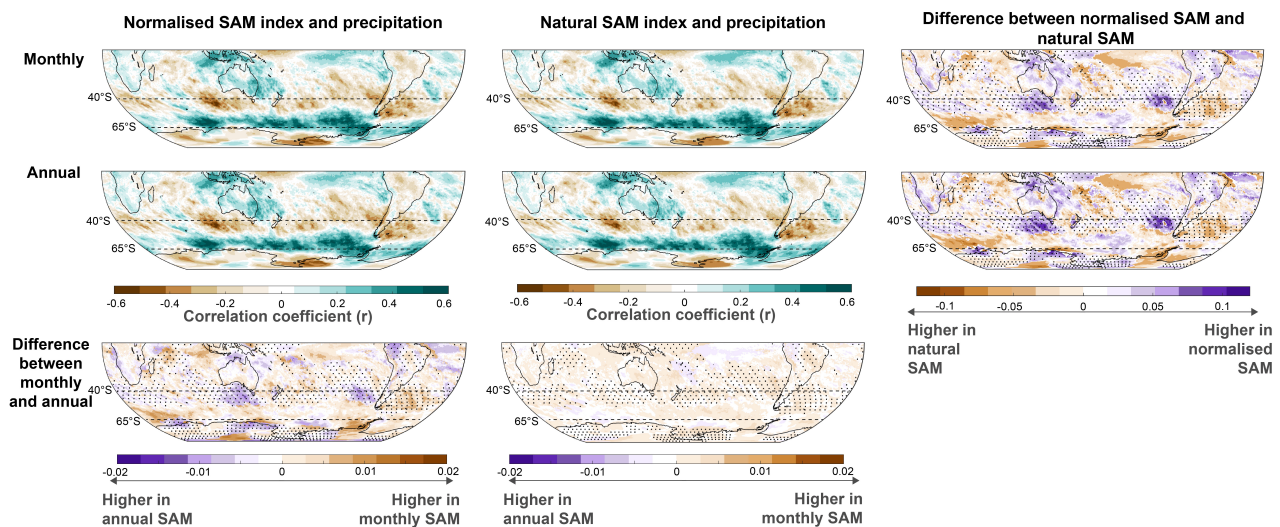 Normalised SAM index and precipitation
Natural SAM index and precipitation
Difference between normalised SAM and
natural SAM
Monthly
40°S
65°S
40°S
65°S
Annual
40°S
65°S
40°S
65°S
-0.6 -0.4 -0.2 0 0.2 0.4 0.6
Correlation coefficient (r)
-0.6 -0.4 -0.2 0 0.2 0.4 0.6
Correlation coefficient (r)
-0.1 -0.05 0 0.05 0.1
Higher in
natural
SAM
Higher in
normalised
SAM
Difference
between
monthly
and annual
40°S
65°S
-0.02 -0.01 0 0.01 0.02
Higher in
annual SAM
Higher in
monthly SAM
-0.02 -0.01 0 0.01 0.02
Higher in
annual SAM
Higher in
monthly SAM